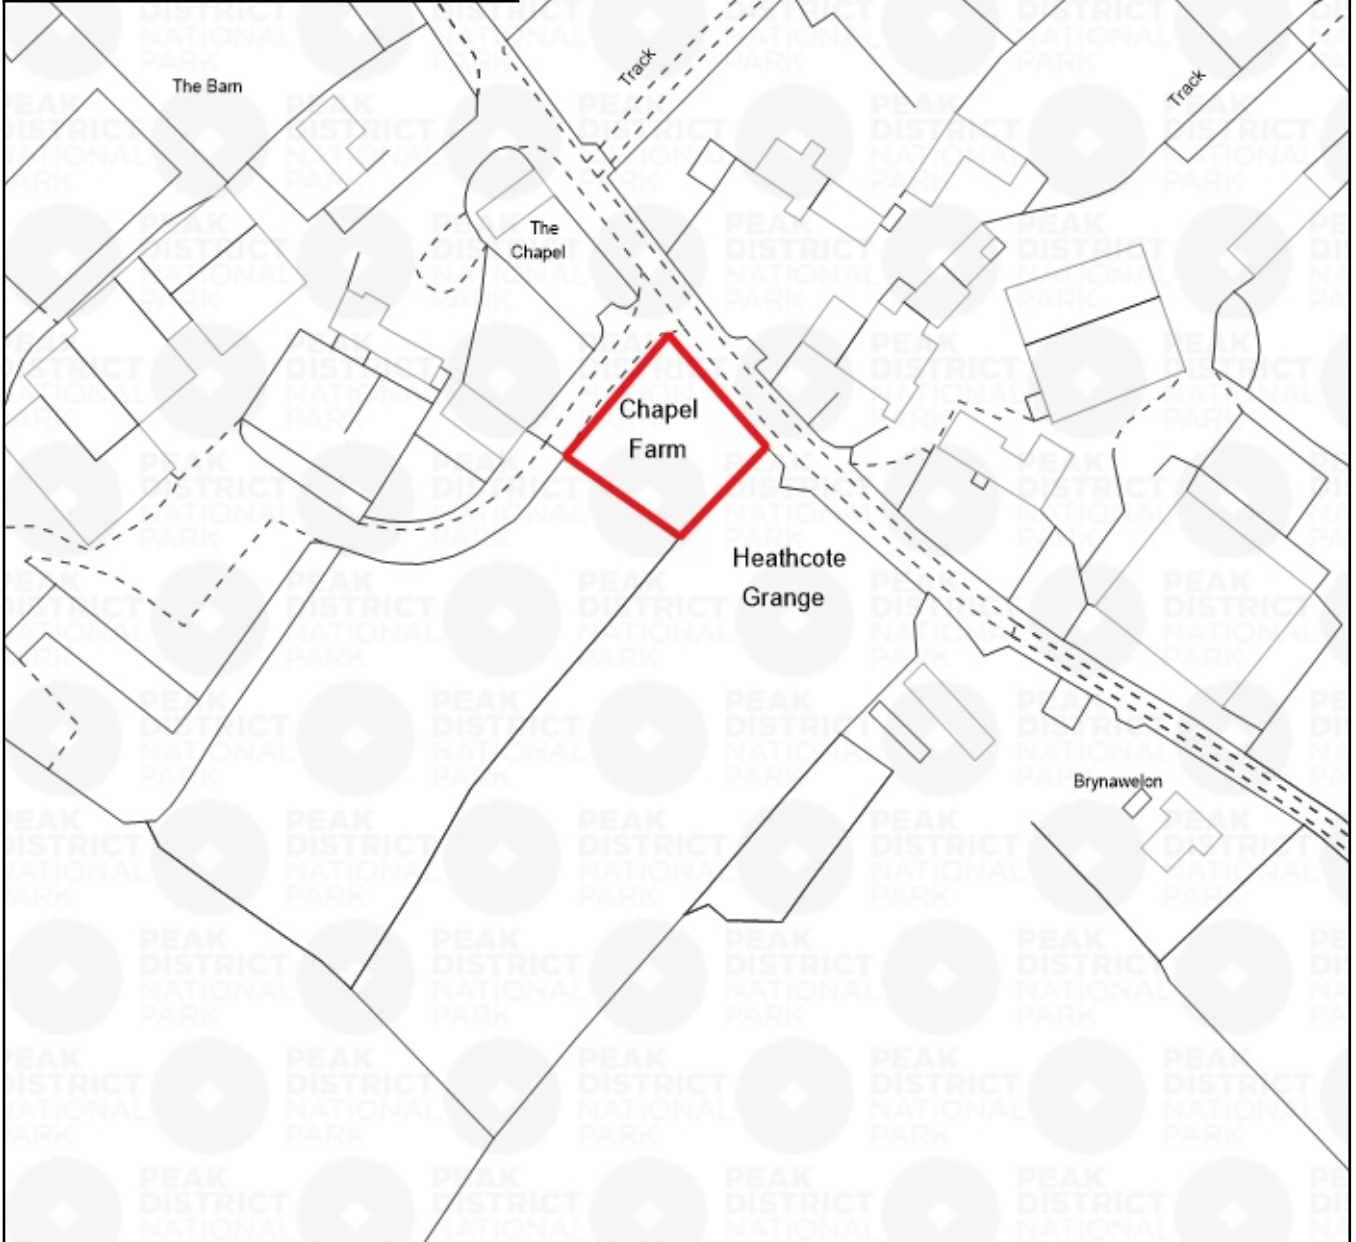 Track
The Barn
Track
The
Chapel
Chapel
Farm
Heathcote
Grange
Brynawelon
PEAK
DISTRICT
NATIONAL
PARK